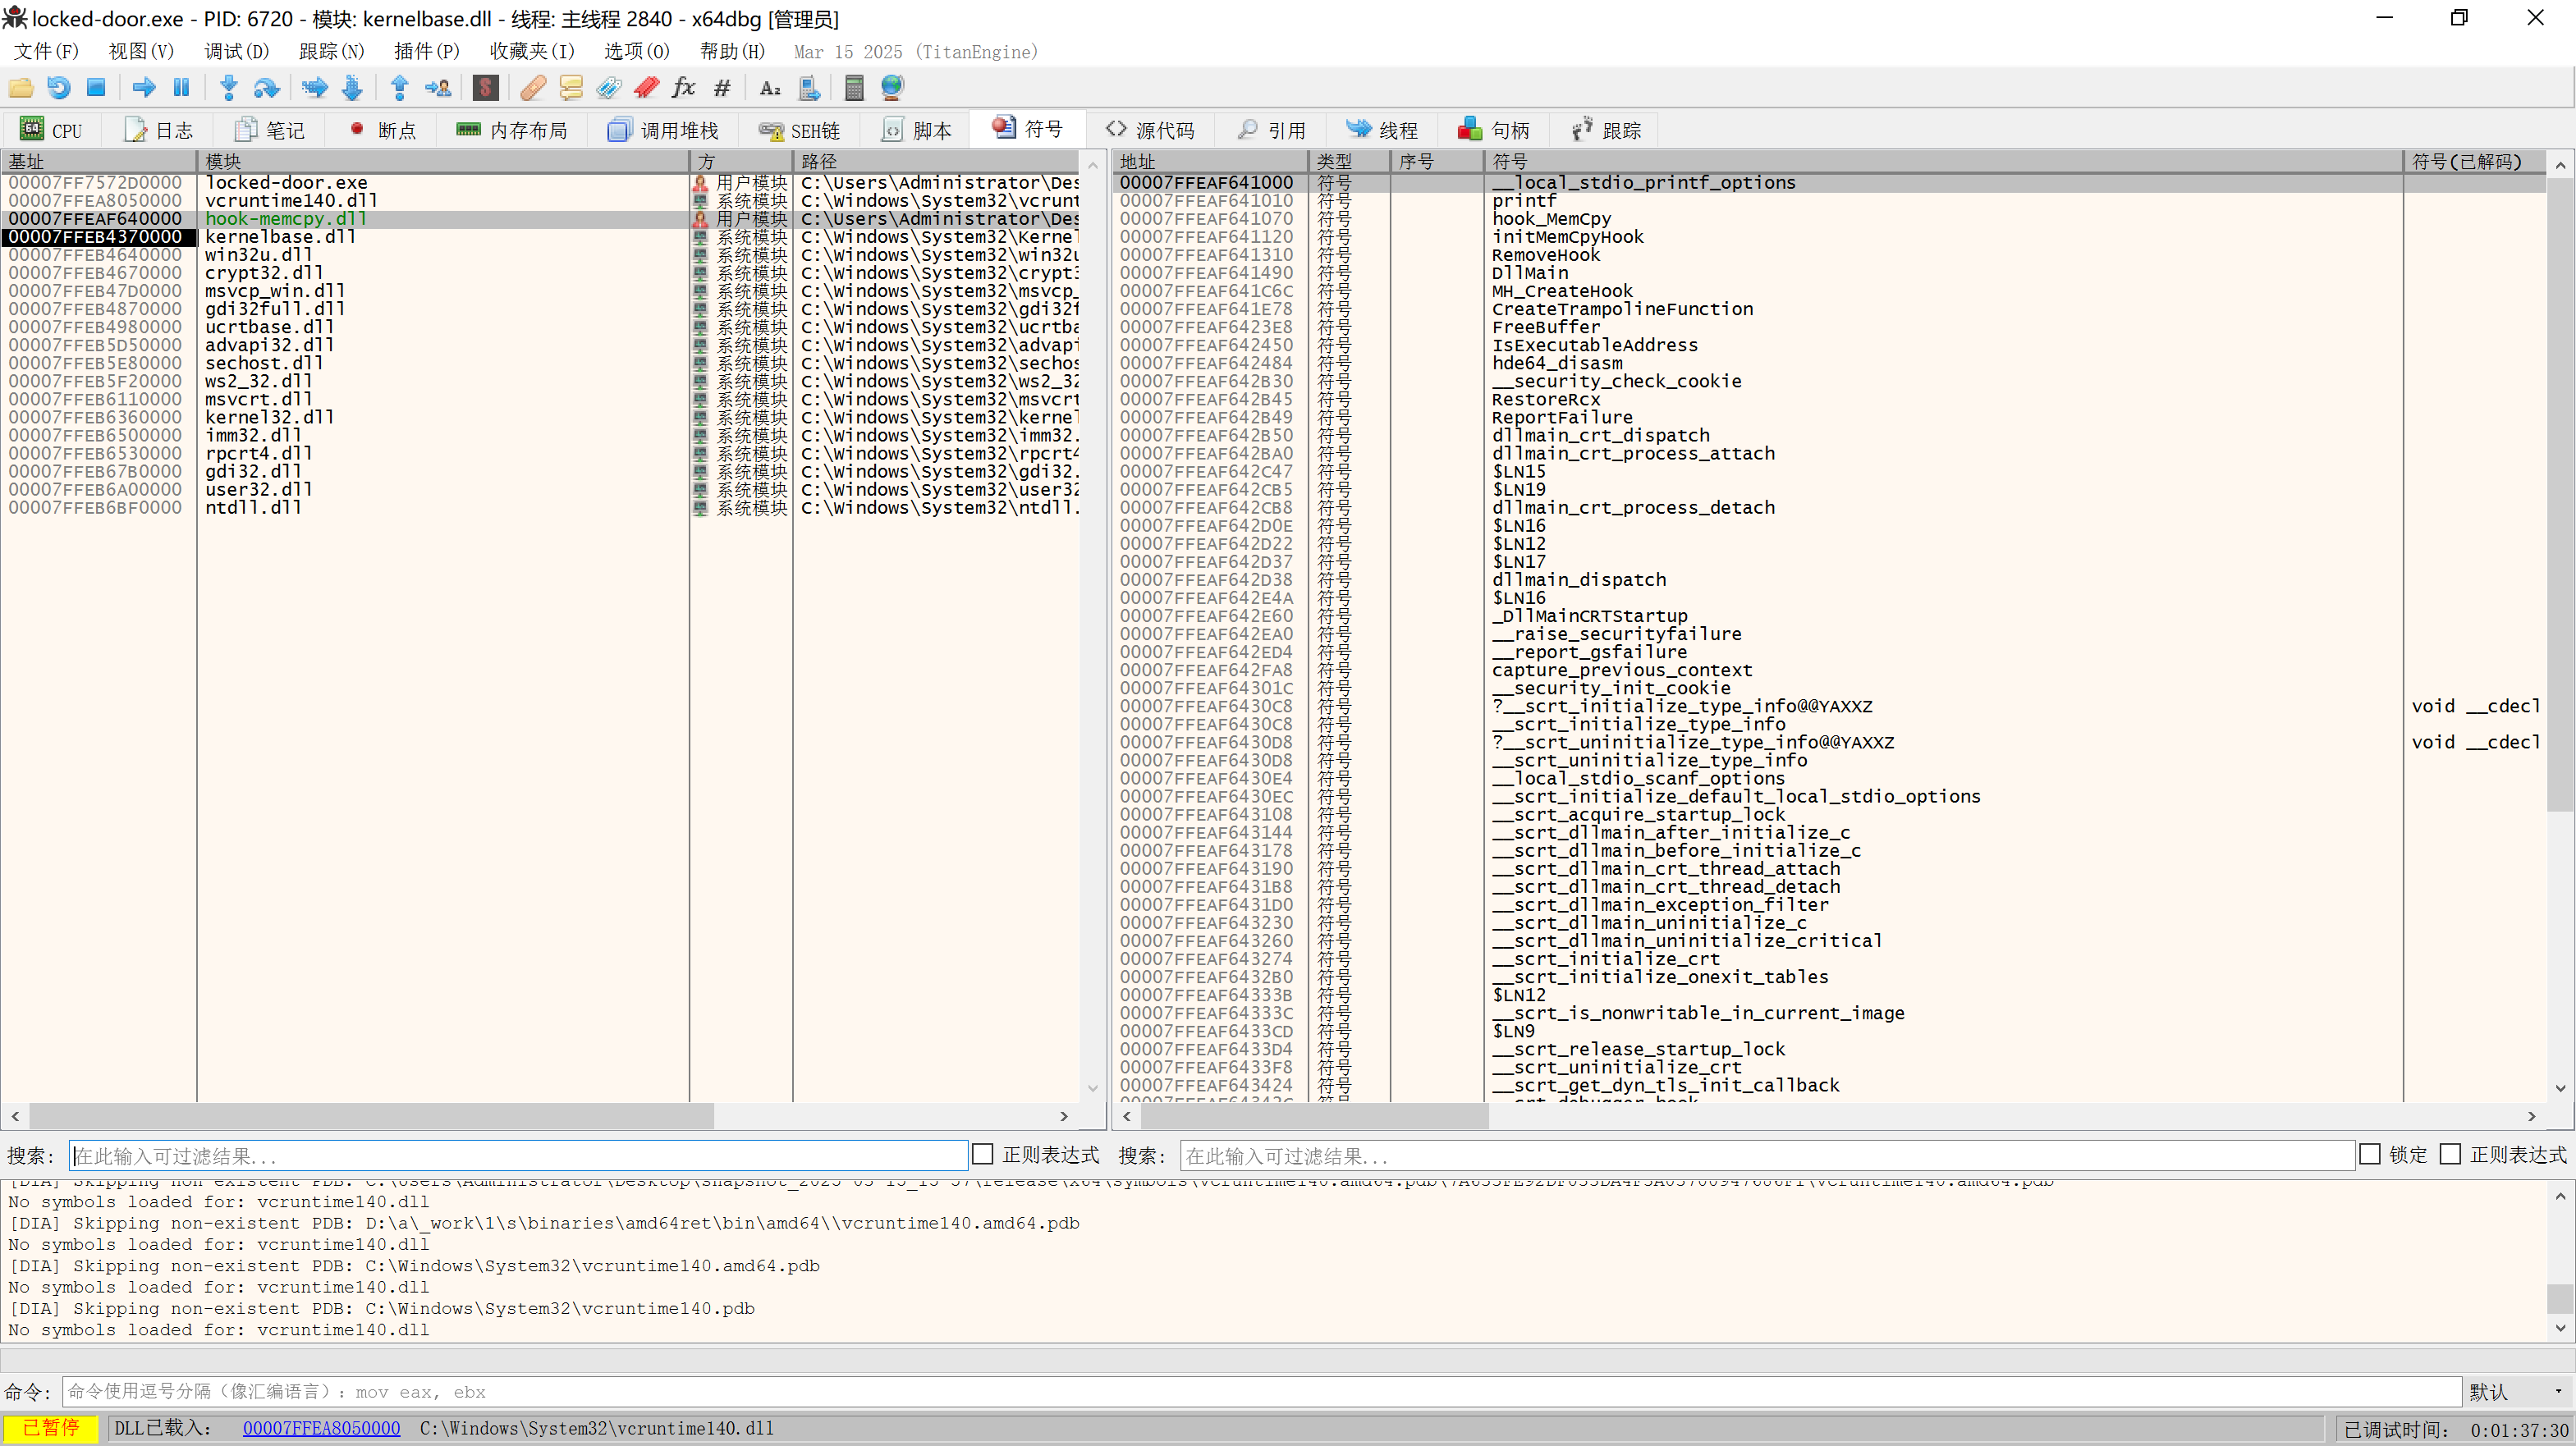 locked-door.exe - PID: 6720 - 模块: kernelbase.dll - 线程: 主线程 2840 - x64dbg [管理员]
文件(F) 视图(V) 调试(D) 跟踪(N) 插件(P) 收藏夹(I) 选项(O) 帮助(H) Mar 15 2025 (TitanEngine)
CPU 日志 笔记 断点 内存布局 调用堆栈 SEH链 脚本 符号 源代码 引用 线程 句柄 跟踪
基址 模块 方 路径
00007FF7572D0000 locked-door.exe 用户模块 C:\Users\Administrator\Des
00007FFEA8050000 vcruntime140.dll 系统模块 C:\Windows\System32\vcrunt
00007FFEAF640000 hook-memcpy.dll 用户模块 C:\Users\Administrator\Des
00007FFEB4370000 kernelbase.dll 系统模块 C:\Windows\System32\Kernel
00007FFEB4640000 win32u.dll 系统模块 C:\Windows\System32\win32u
00007FFEB4670000 crypt32.dll 系统模块 C:\Windows\System32\crypt3
00007FFEB47D0000 msvcp_win.dll 系统模块 C:\Windows\System32\msvcp_
00007FFEB4870000 gdi32full.dll 系统模块 C:\Windows\System32\gdi32f
00007FFEB4980000 ucrtbase.dll 系统模块 C:\Windows\System32\ucrtba
00007FFEB5D50000 advapi32.dll 系统模块 C:\Windows\System32\advapi
00007FFEB5E80000 sechost.dll 系统模块 C:\Windows\System32\sechos
00007FFEB5F20000 ws2_32.dll 系统模块 C:\Windows\System32\ws2_32
00007FFEB6110000 msvcrt.dll 系统模块 C:\Windows\System32\msvcrt
00007FFEB6360000 kernel32.dll 系统模块 C:\Windows\System32\kernel
00007FFEB6500000 imm32.dll 系统模块 C:\Windows\System32\imm32.
00007FFEB6530000 rpcrt4.dll 系统模块 C:\Windows\System32\rpcrt4
00007FFEB67B0000 gdi32.dll 系统模块 C:\Windows\System32\gdi32.
00007FFEB6A00000 user32.dll 系统模块 C:\Windows\System32\user32
00007FFEB6BF0000 ntdll.dll 系统模块 C:\Windows\System32\ntdll.
地址 类型 序号 符号 符号(已解码)
00007FFEAF641000 符号 __local_stdio_printf_options
00007FFEAF641010 符号 printf
00007FFEAF641070 符号 hook_MemCpy
00007FFEAF641120 符号 initMemCpyHook
00007FFEAF641310 符号 RemoveHook
00007FFEAF641490 符号 DllMain
00007FFEAF641C6C 符号 MH_CreateHook
00007FFEAF641E78 符号 CreateTrampolineFunction
00007FFEAF6423E8 符号 FreeBuffer
00007FFEAF642450 符号 IsExecutableAddress
00007FFEAF642484 符号 hde64_disasm
00007FFEAF642B30 符号 __security_check_cookie
00007FFEAF642B45 符号 RestoreRcx
00007FFEAF642B49 符号 ReportFailure
00007FFEAF642B50 符号 dllmain_crt_dispatch
00007FFEAF642BA0 符号 dllmain_crt_process_attach
00007FFEAF642C47 符号 $LN15
00007FFEAF642CB5 符号 $LN19
00007FFEAF642CB8 符号 dllmain_crt_process_detach
00007FFEAF642D0E 符号 $LN16
00007FFEAF642D22 符号 $LN12
00007FFEAF642D37 符号 $LN17
00007FFEAF642D38 符号 dllmain_dispatch
00007FFEAF642E4A 符号 $LN16
00007FFEAF642E60 符号 _DllMainCRTStartup
00007FFEAF642EA0 符号 __raise_securityfailure
00007FFEAF642ED4 符号 __report_gsfailure
00007FFEAF642FA8 符号 capture_previous_context
00007FFEAF64301C 符号 __security_init_cookie
00007FFEAF6430C8 符号 ?__scrt_initialize_type_info@@YAXXZ void __cdecl
00007FFEAF6430C8 符号 __scrt_initialize_type_info
00007FFEAF6430D8 符号 ?__scrt_uninitialize_type_info@@YAXXZ void __cdecl
00007FFEAF6430D8 符号 __scrt_uninitialize_type_info
00007FFEAF6430E4 符号 __local_stdio_scanf_options
00007FFEAF6430EC 符号 __scrt_initialize_default_local_stdio_options
00007FFEAF643108 符号 __scrt_acquire_startup_lock
00007FFEAF643144 符号 __scrt_dllmain_after_initialize_c
00007FFEAF643178 符号 __scrt_dllmain_before_initialize_c
00007FFEAF643190 符号 __scrt_dllmain_crt_thread_attach
00007FFEAF6431B8 符号 __scrt_dllmain_crt_thread_detach
00007FFEAF6431D0 符号 __scrt_dllmain_exception_filter
00007FFEAF643230 符号 __scrt_dllmain_uninitialize_c
00007FFEAF643260 符号 __scrt_dllmain_uninitialize_critical
00007FFEAF643274 符号 __scrt_initialize_crt
00007FFEAF6432B0 符号 __scrt_initialize_onexit_tables
00007FFEAF64333B 符号 $LN12
00007FFEAF64333C 符号 __scrt_is_nonwritable_in_current_image
00007FFEAF6433CD 符号 $LN9
00007FFEAF6433D4 符号 __scrt_release_startup_lock
00007FFEAF6433F8 符号 __scrt_uninitialize_crt
00007FFEAF643424 符号 __scrt_get_dyn_tls_init_callback
搜索: 在此输入可过滤结果... 正则表达式 搜索: 在此输入可过滤结果... 锁定 正则表达式
No symbols loaded for: vcruntime140.dll
[DIA] Skipping non-existent PDB: D:\a\_work\1\s\binaries\amd64ret\bin\amd64\\vcruntime140.amd64.pdb
No symbols loaded for: vcruntime140.dll
[DIA] Skipping non-existent PDB: C:\Windows\System32\vcruntime140.amd64.pdb
No symbols loaded for: vcruntime140.dll
[DIA] Skipping non-existent PDB: C:\Windows\System32\vcruntime140.pdb
No symbols loaded for: vcruntime140.dll
命令: 命令使用逗号分隔（像汇编语言）: mov eax, ebx 默认
已暂停 DLL已载入: 00007FFEA8050000 C:\Windows\System32\vcruntime140.dll 已调试时间: 0:01:37:30